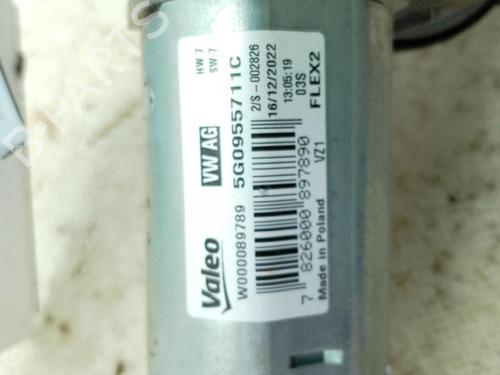 HW 7
SW 7
VW AG
5G0955711C
2/S -002826
16/12/2022
13:05:19
03S
FLEX2
Valeo
W000089789
7 826000 897890
VZ1
Made in Poland